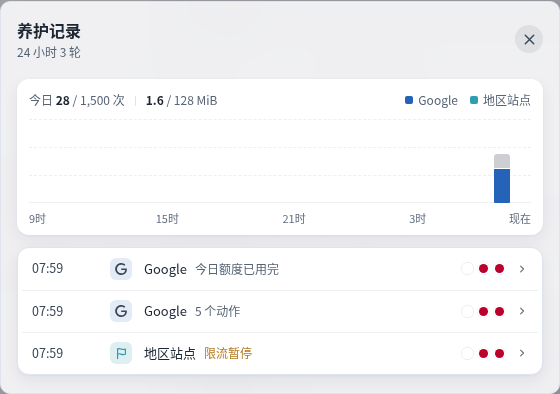 养护记录
24 小时 3 轮
今日 28 / 1,500 次 1.6 / 128 MiB Google 地区站点
9时 15时 21时 3时 现在
07:59 G Google 今日额度已用完
07:59 G Google 5 个动作
07:59 地区站点 限流暂停